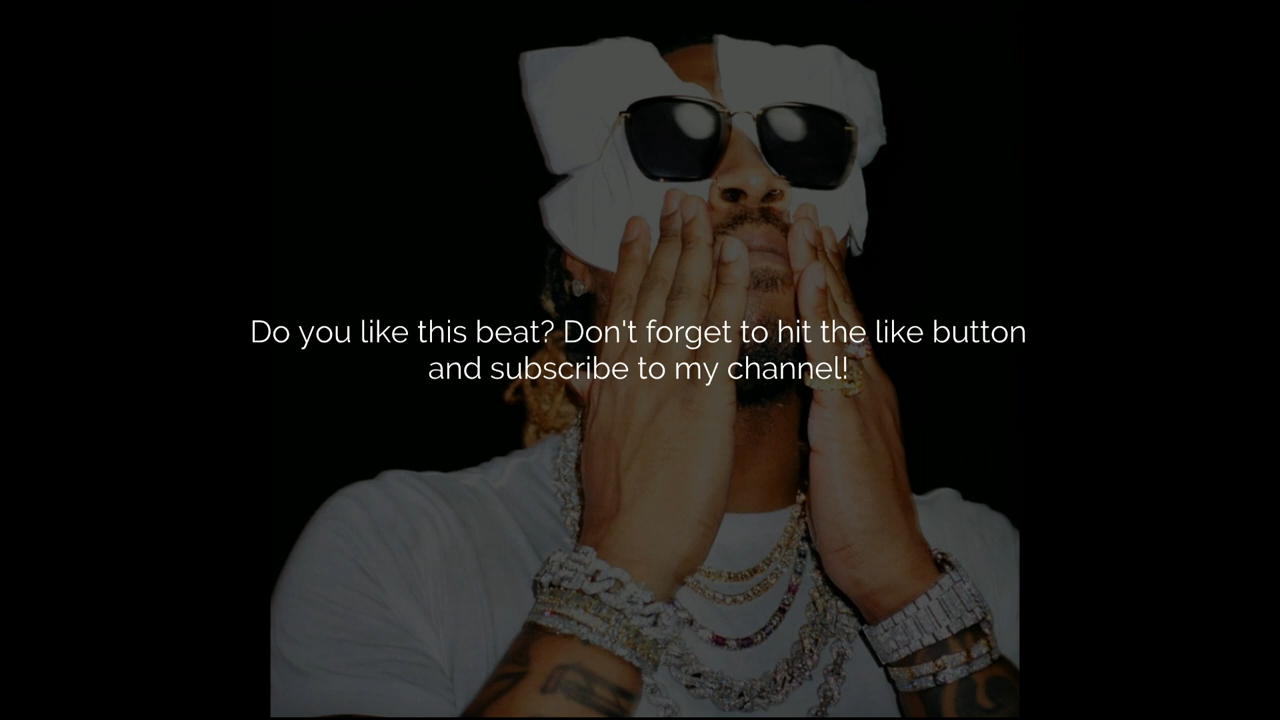 Do you like this beat? Don't forget to hit the like button
and subscribe to my channel!